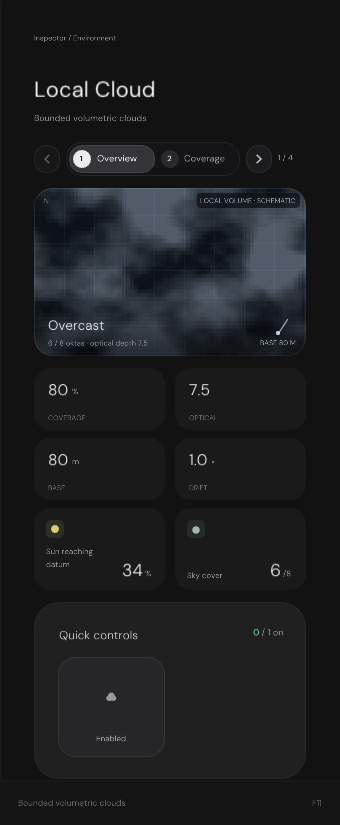 Inspector / Environment
Local Cloud
Bounded volumetric clouds
1 Overview 2 Coverage 1 / 4
N LOCAL VOLUME · SCHEMATIC
Overcast
6 / 8 oktas · optical depth 7.5
BASE 80 M
80 % 7.5
COVERAGE OPTICAL
80 m 1.0 ×
BASE DRIFT
Sun reaching
datum 34 % Sky cover 6 /8
Quick controls 0 / 1 on
Enabled
Bounded volumetric clouds F11